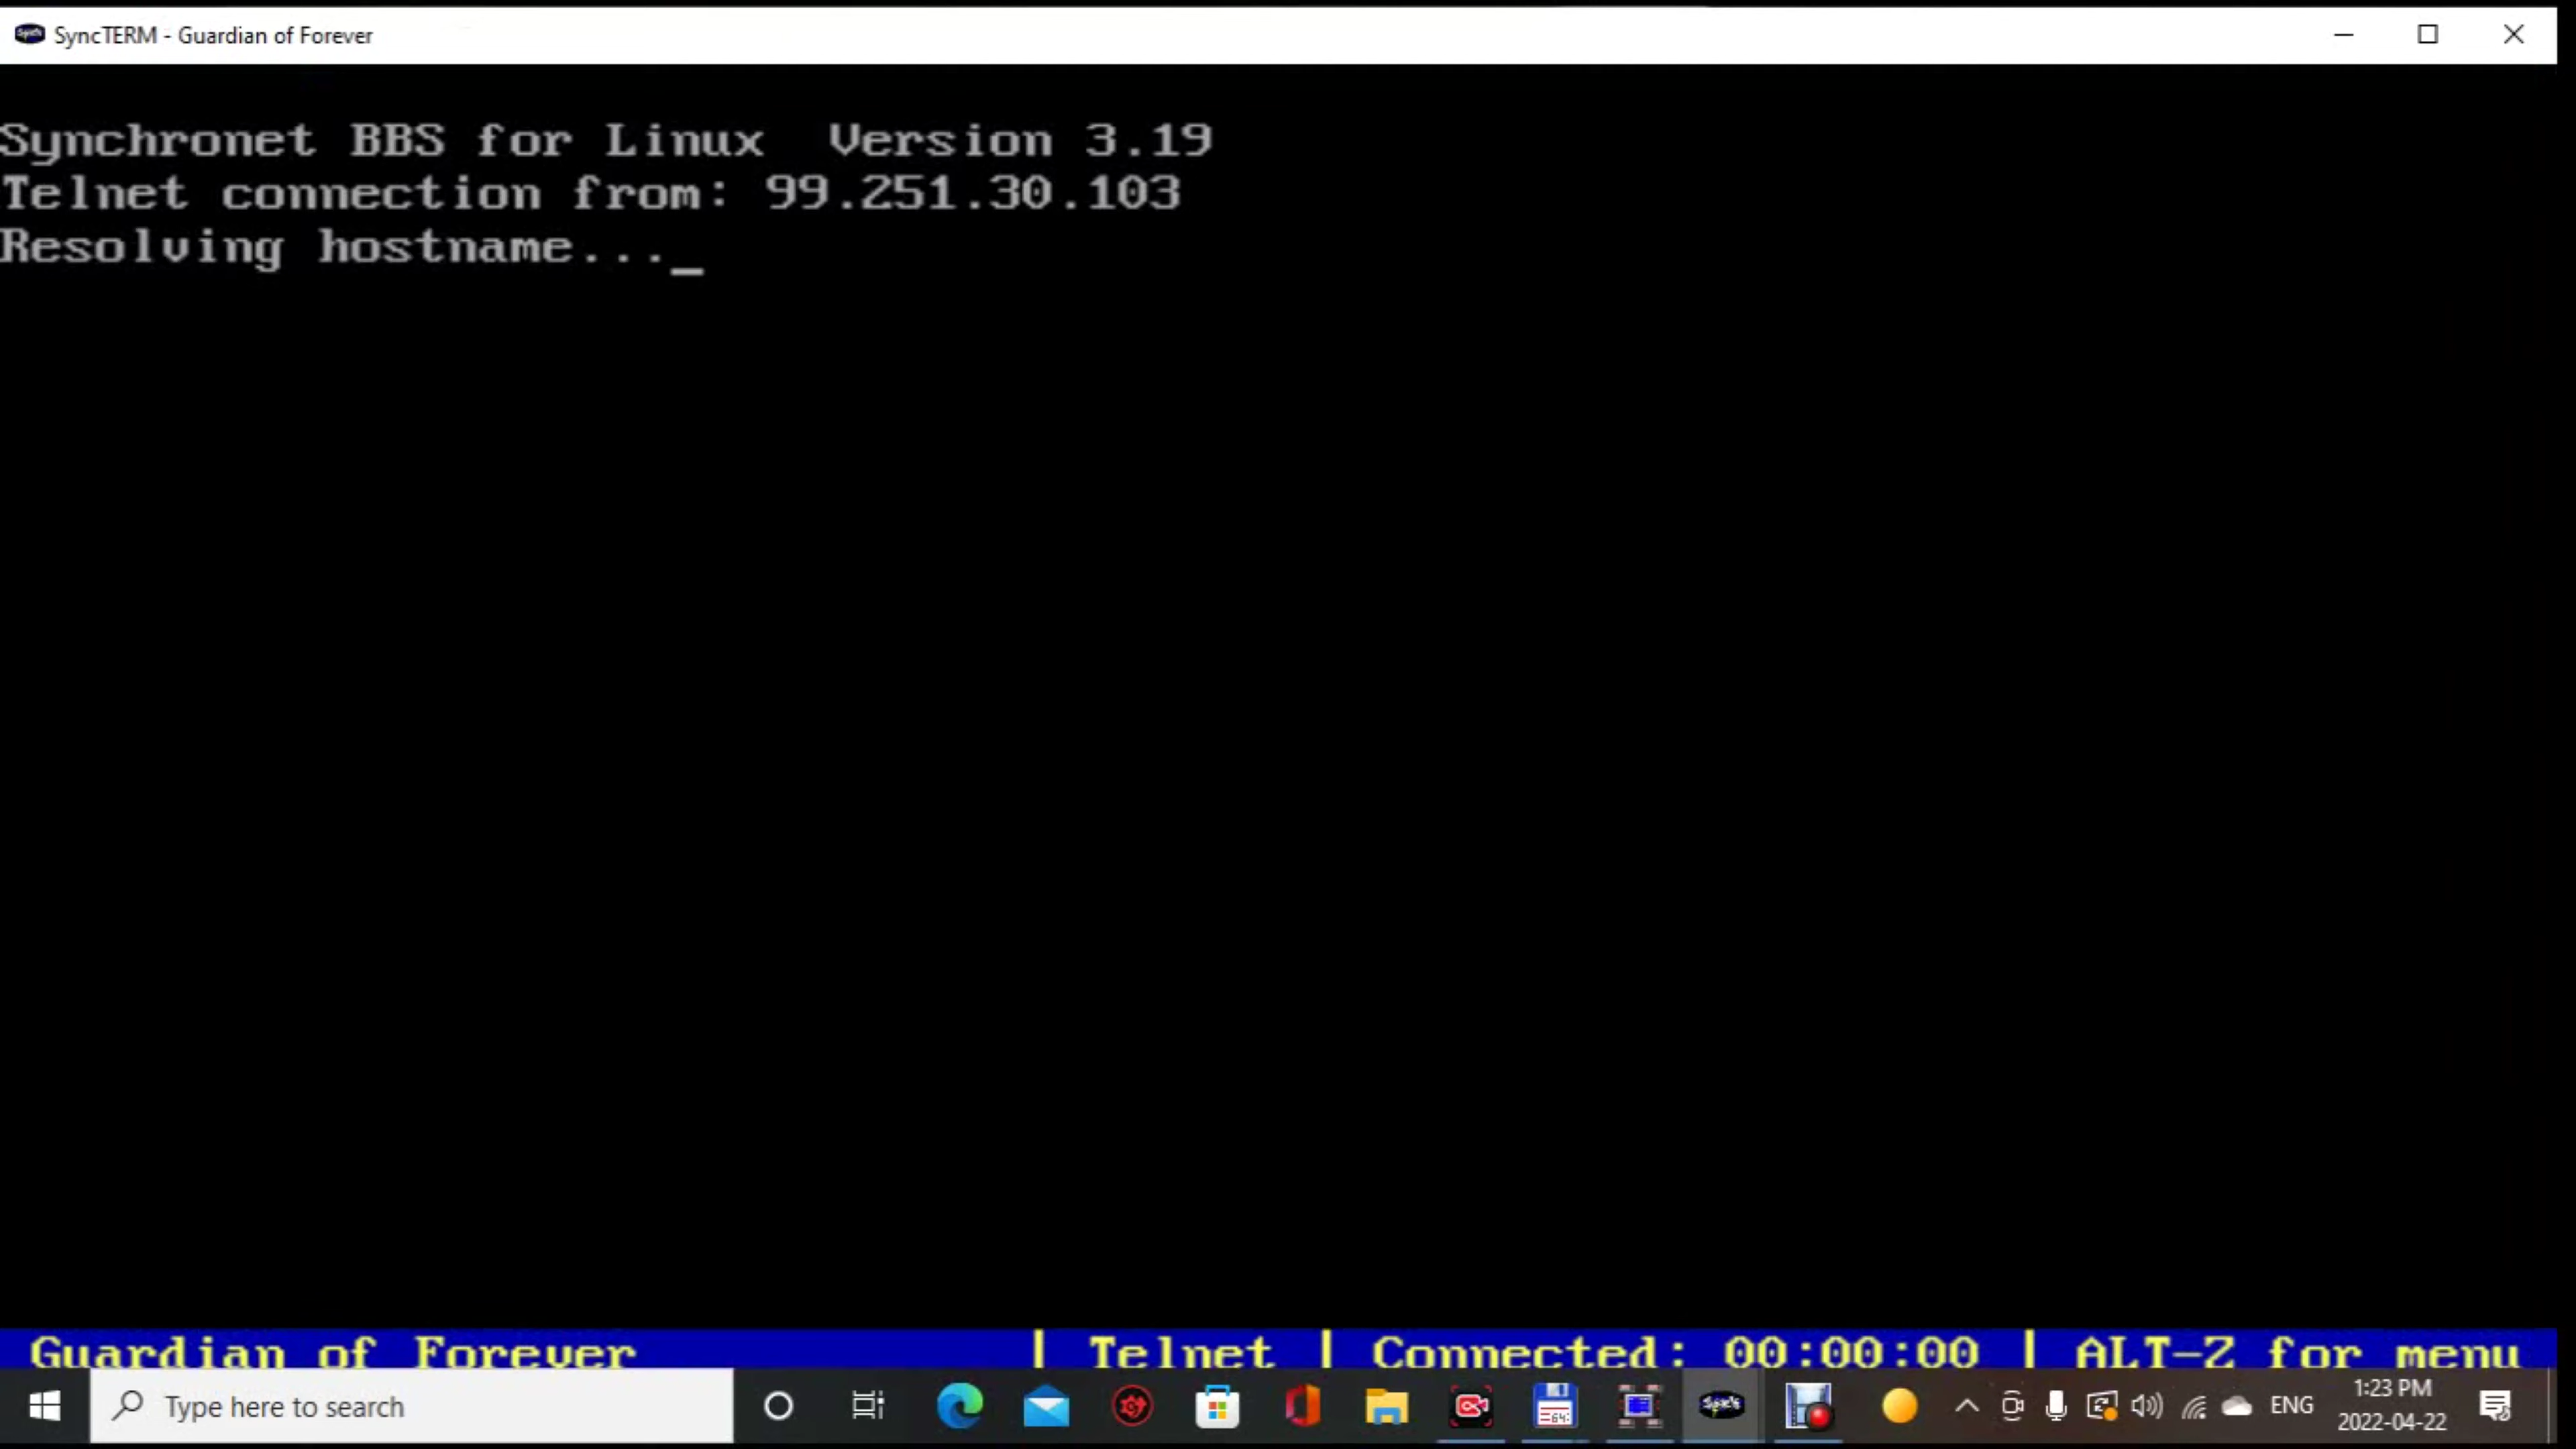 SyncTERM - Guardian of Forever
Synchronet BBS for Linux  Version 3.19
Telnet connection from: 99.251.30.103
Resolving hostname..._
Guardian of Forever | Telnet | Connected: 00:00:00 | ALT-Z for menu
Type here to search
ENG
1:23 PM
2022-04-22